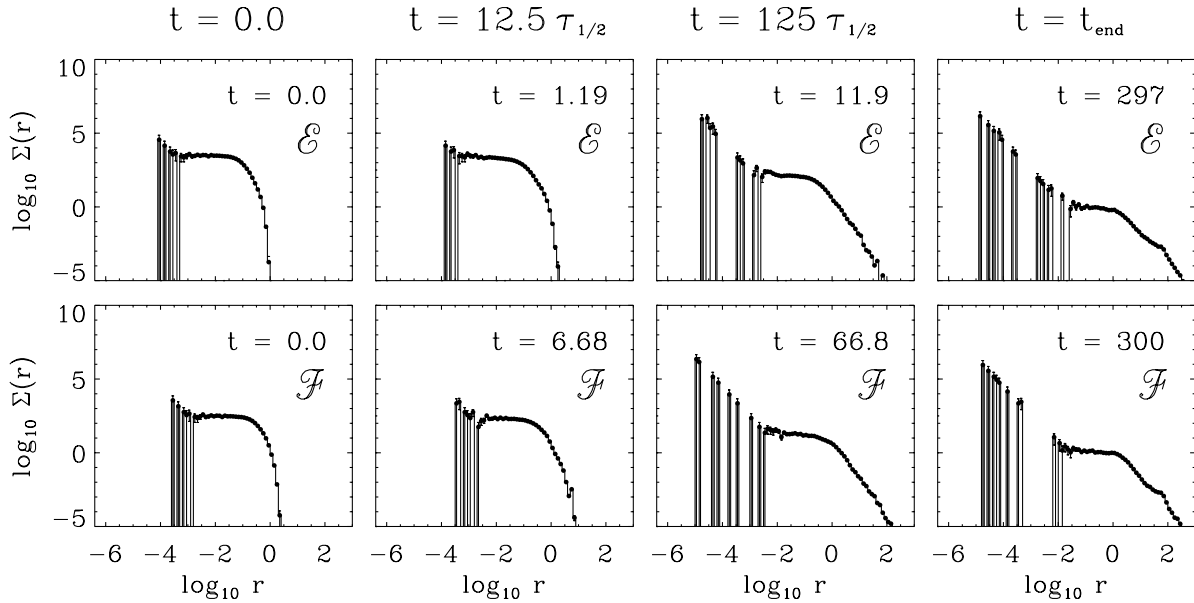 t = 0.0 t = 12.5 τ1/2 t = 125 τ1/2 t = tend
10 5 0 −5
log10 Σ(r)
t = 0.0
ℰ
t = 1.19
ℰ
t = 11.9
ℰ
t = 297
ℰ
10 5 0 −5
log10 Σ(r)
t = 0.0
ℱ
t = 6.68
ℱ
t = 66.8
ℱ
t = 300
ℱ
−6 −4 −2 0 2 −6 −4 −2 0 2 −6 −4 −2 0 2 −6 −4 −2 0 2
log10 r log10 r log10 r log10 r